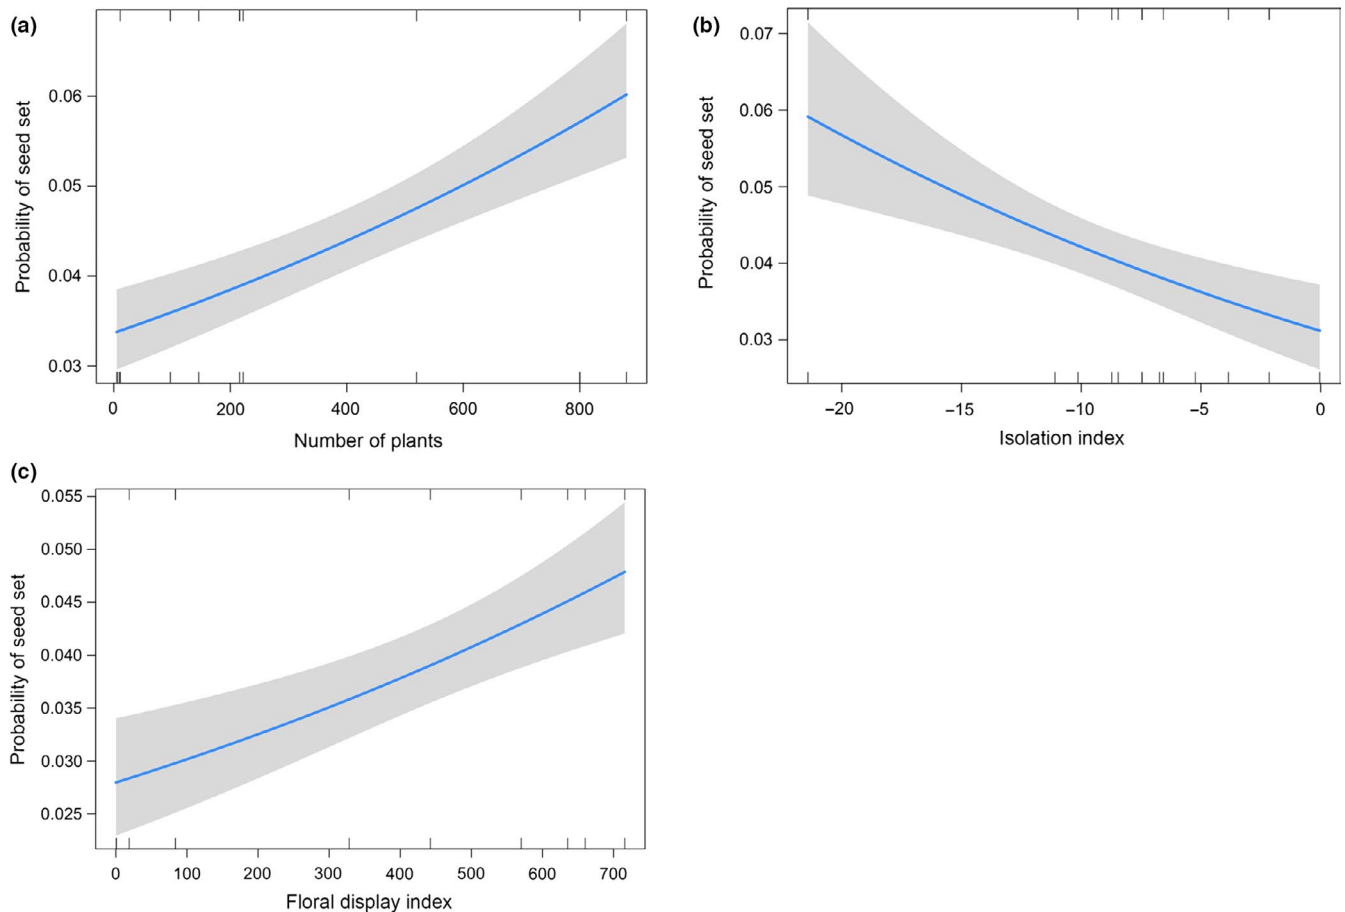 (a)
Probability of seed set
0.06
0.05
0.04
0.03
0 200 400 600 800
Number of plants
(b)
Probability of seed set
0.07
0.06
0.05
0.04
0.03
−20 −15 −10 −5 0
Isolation index
(c)
Probability of seed set
0.055
0.050
0.045
0.040
0.035
0.030
0.025
0 100 200 300 400 500 600 700
Floral display index